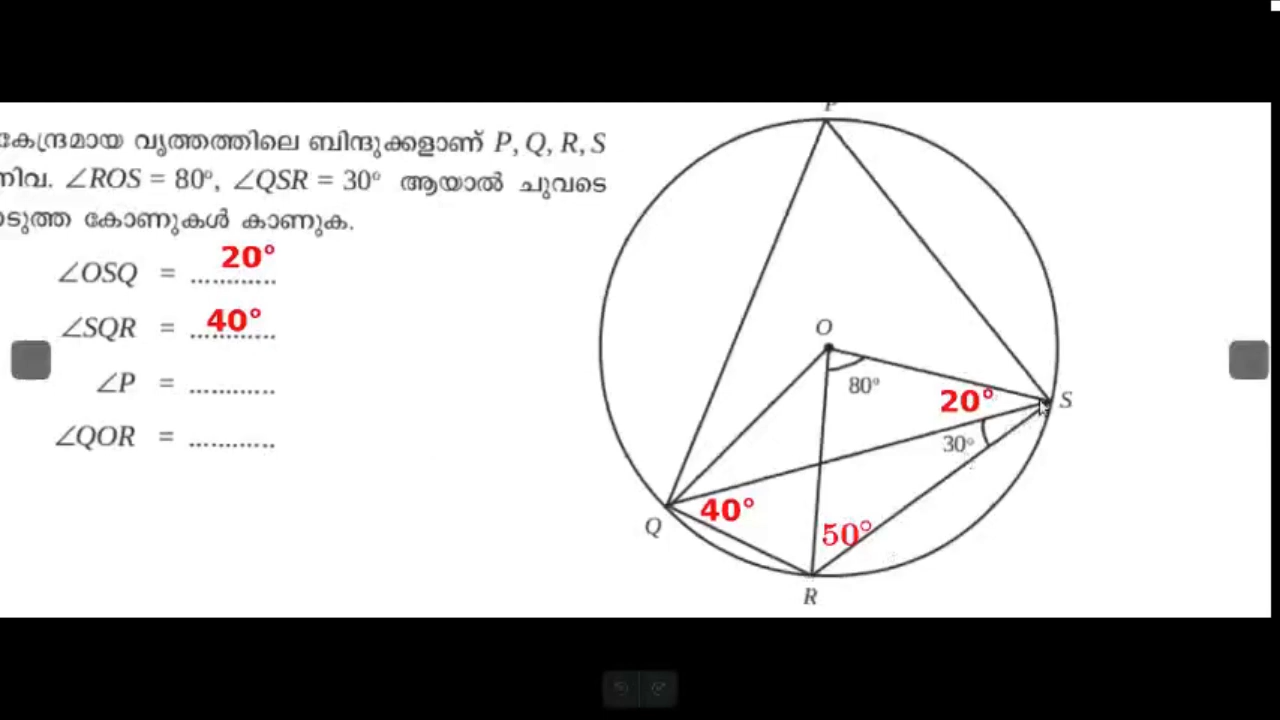 കേന്ദ്രമായ വൃത്തത്തിലെ ബിന്ദുക്കളാണ് P, Q, R, S
∠ROS = 80°, ∠QSR = 30° ആയാൽ ചുവടെ
കോണുകൾ കാണുക.
∠OSQ = 20° ............
∠SQR = 40° ............
∠P = ............
∠QOR = ............
P
O
80°
20°
S
30°
40°
Q
50°
R